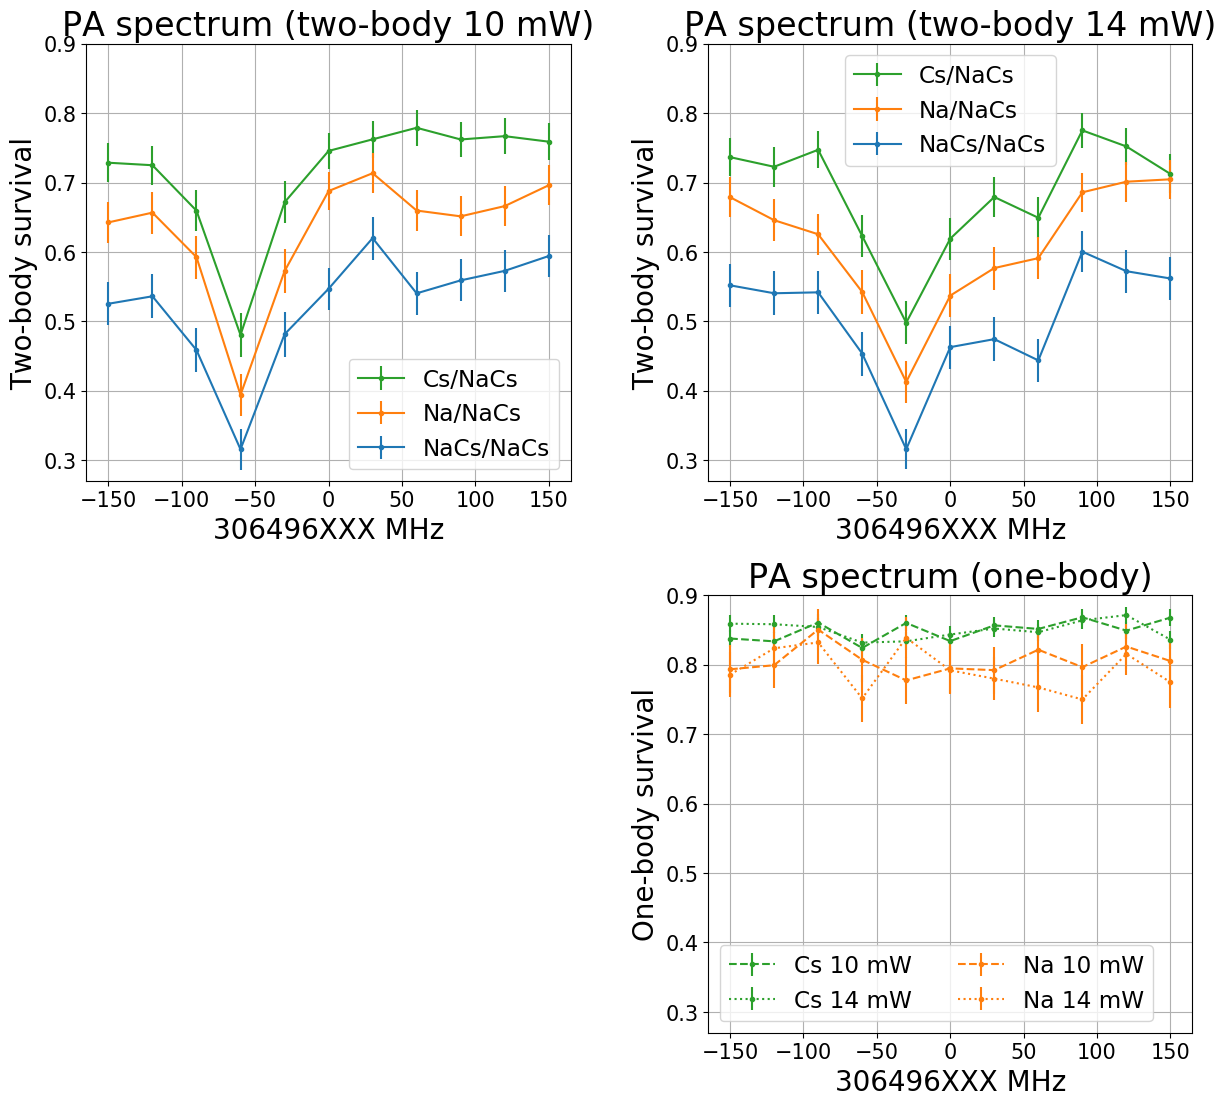 PA spectrum (two-body 10 mW)
Two-body survival
0.9
0.8
0.7
0.6
0.5
0.4
0.3
Cs/NaCs
Na/NaCs
NaCs/NaCs
−150 −100 −50 0 50 100 150
306496XXX MHz
PA spectrum (two-body 14 mW)
Two-body survival
0.9
0.8
0.7
0.6
0.5
0.4
0.3
Cs/NaCs
Na/NaCs
NaCs/NaCs
−150 −100 −50 0 50 100 150
306496XXX MHz
PA spectrum (one-body)
One-body survival
0.9
0.8
0.7
0.6
0.5
0.4
0.3
Cs 10 mW
Cs 14 mW
Na 10 mW
Na 14 mW
−150 −100 −50 0 50 100 150
306496XXX MHz